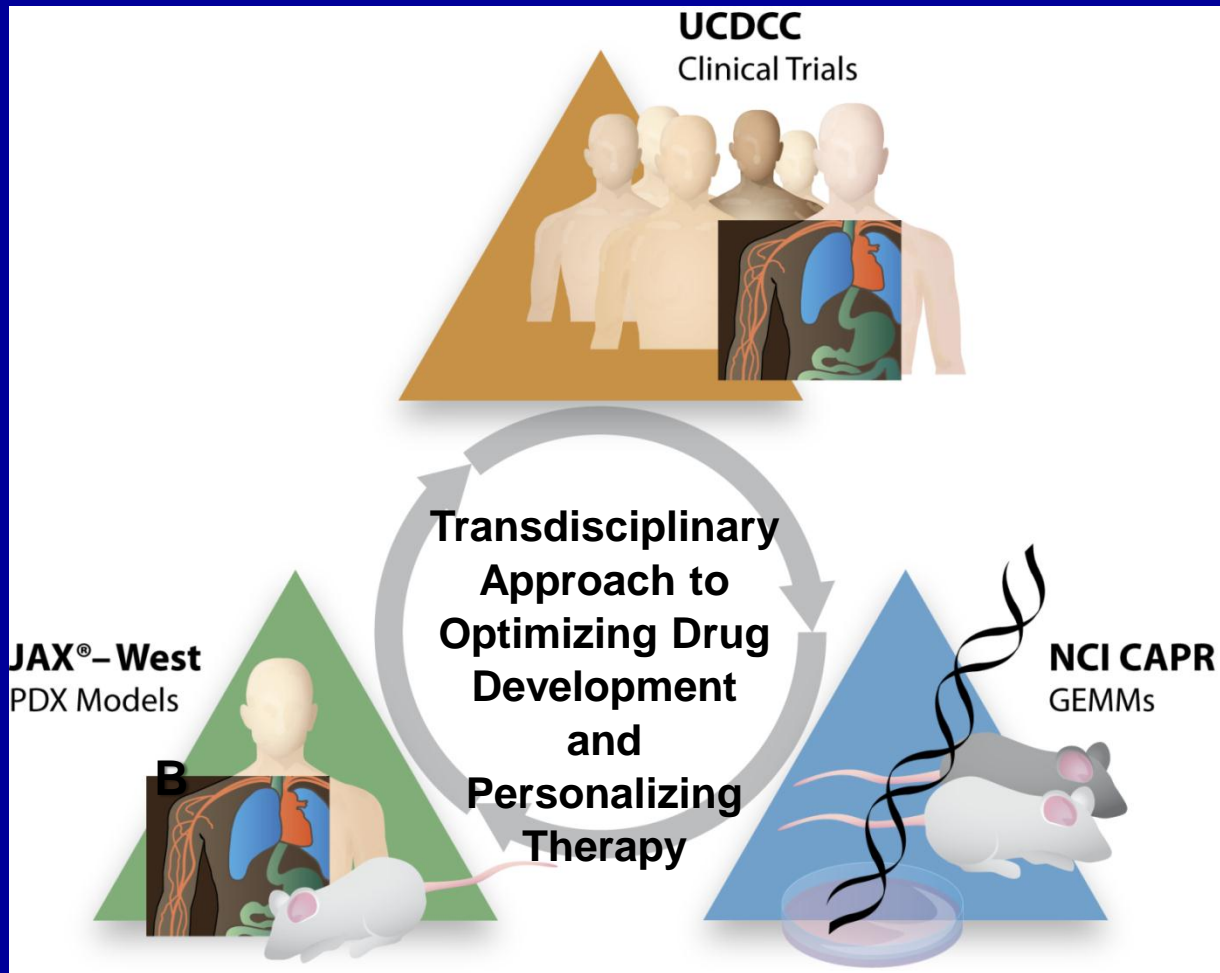 UCDCC
Clinical Trials
Transdisciplinary
Approach to
Optimizing Drug
Development
and
Personalizing
Therapy
JAX®–West
PDX Models
B
NCI CAPR
GEMMs